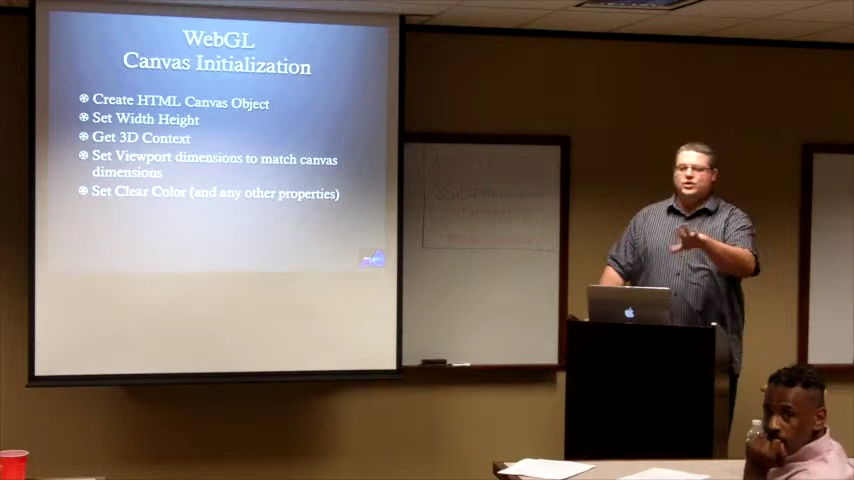 WebGL
Canvas Initialization
Create HTML Canvas Object
Set Width Height
Get 3D Context
Set Viewport dimensions to match canvas
dimensions
Set Clear Color (and any other properties)